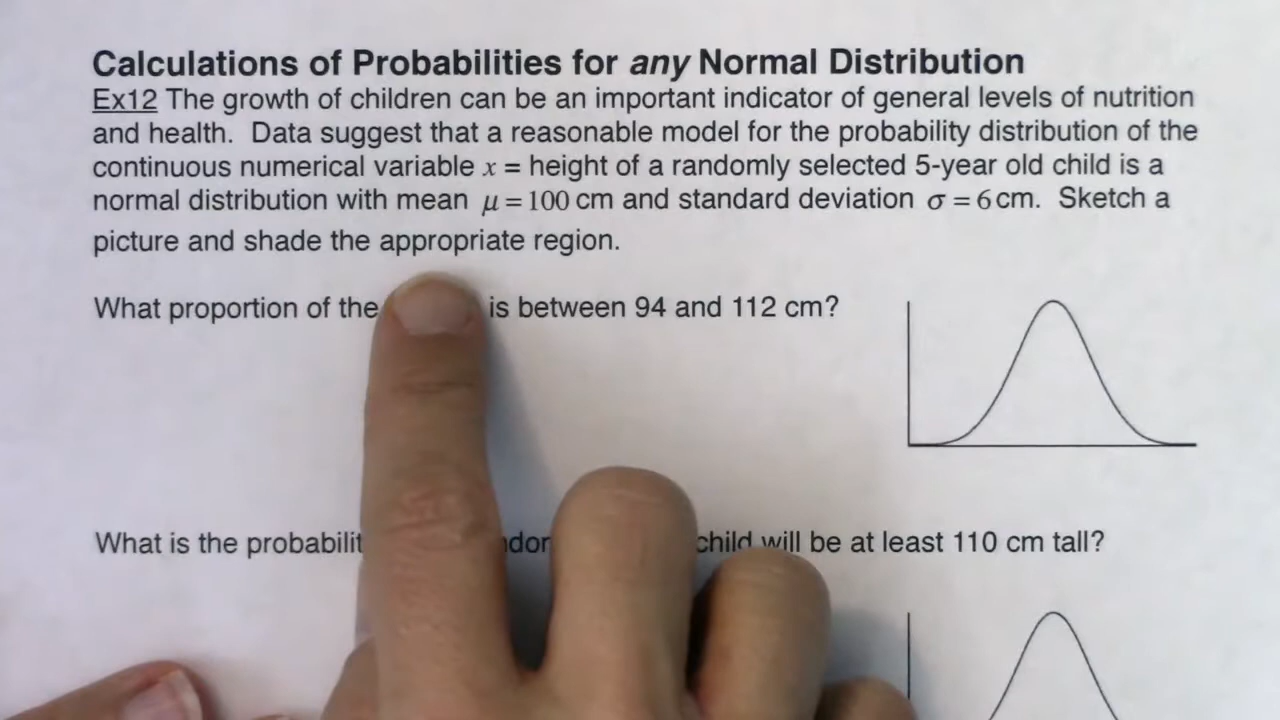 Calculations of Probabilities for any Normal Distribution
Ex12 The growth of children can be an important indicator of general levels of nutrition
and health. Data suggest that a reasonable model for the probability distribution of the
continuous numerical variable x = height of a randomly selected 5-year old child is a
normal distribution with mean μ = 100 cm and standard deviation σ = 6 cm. Sketch a
picture and shade the appropriate region.
What proportion of the is between 94 and 112 cm?
What is the child will be at least 110 cm tall?